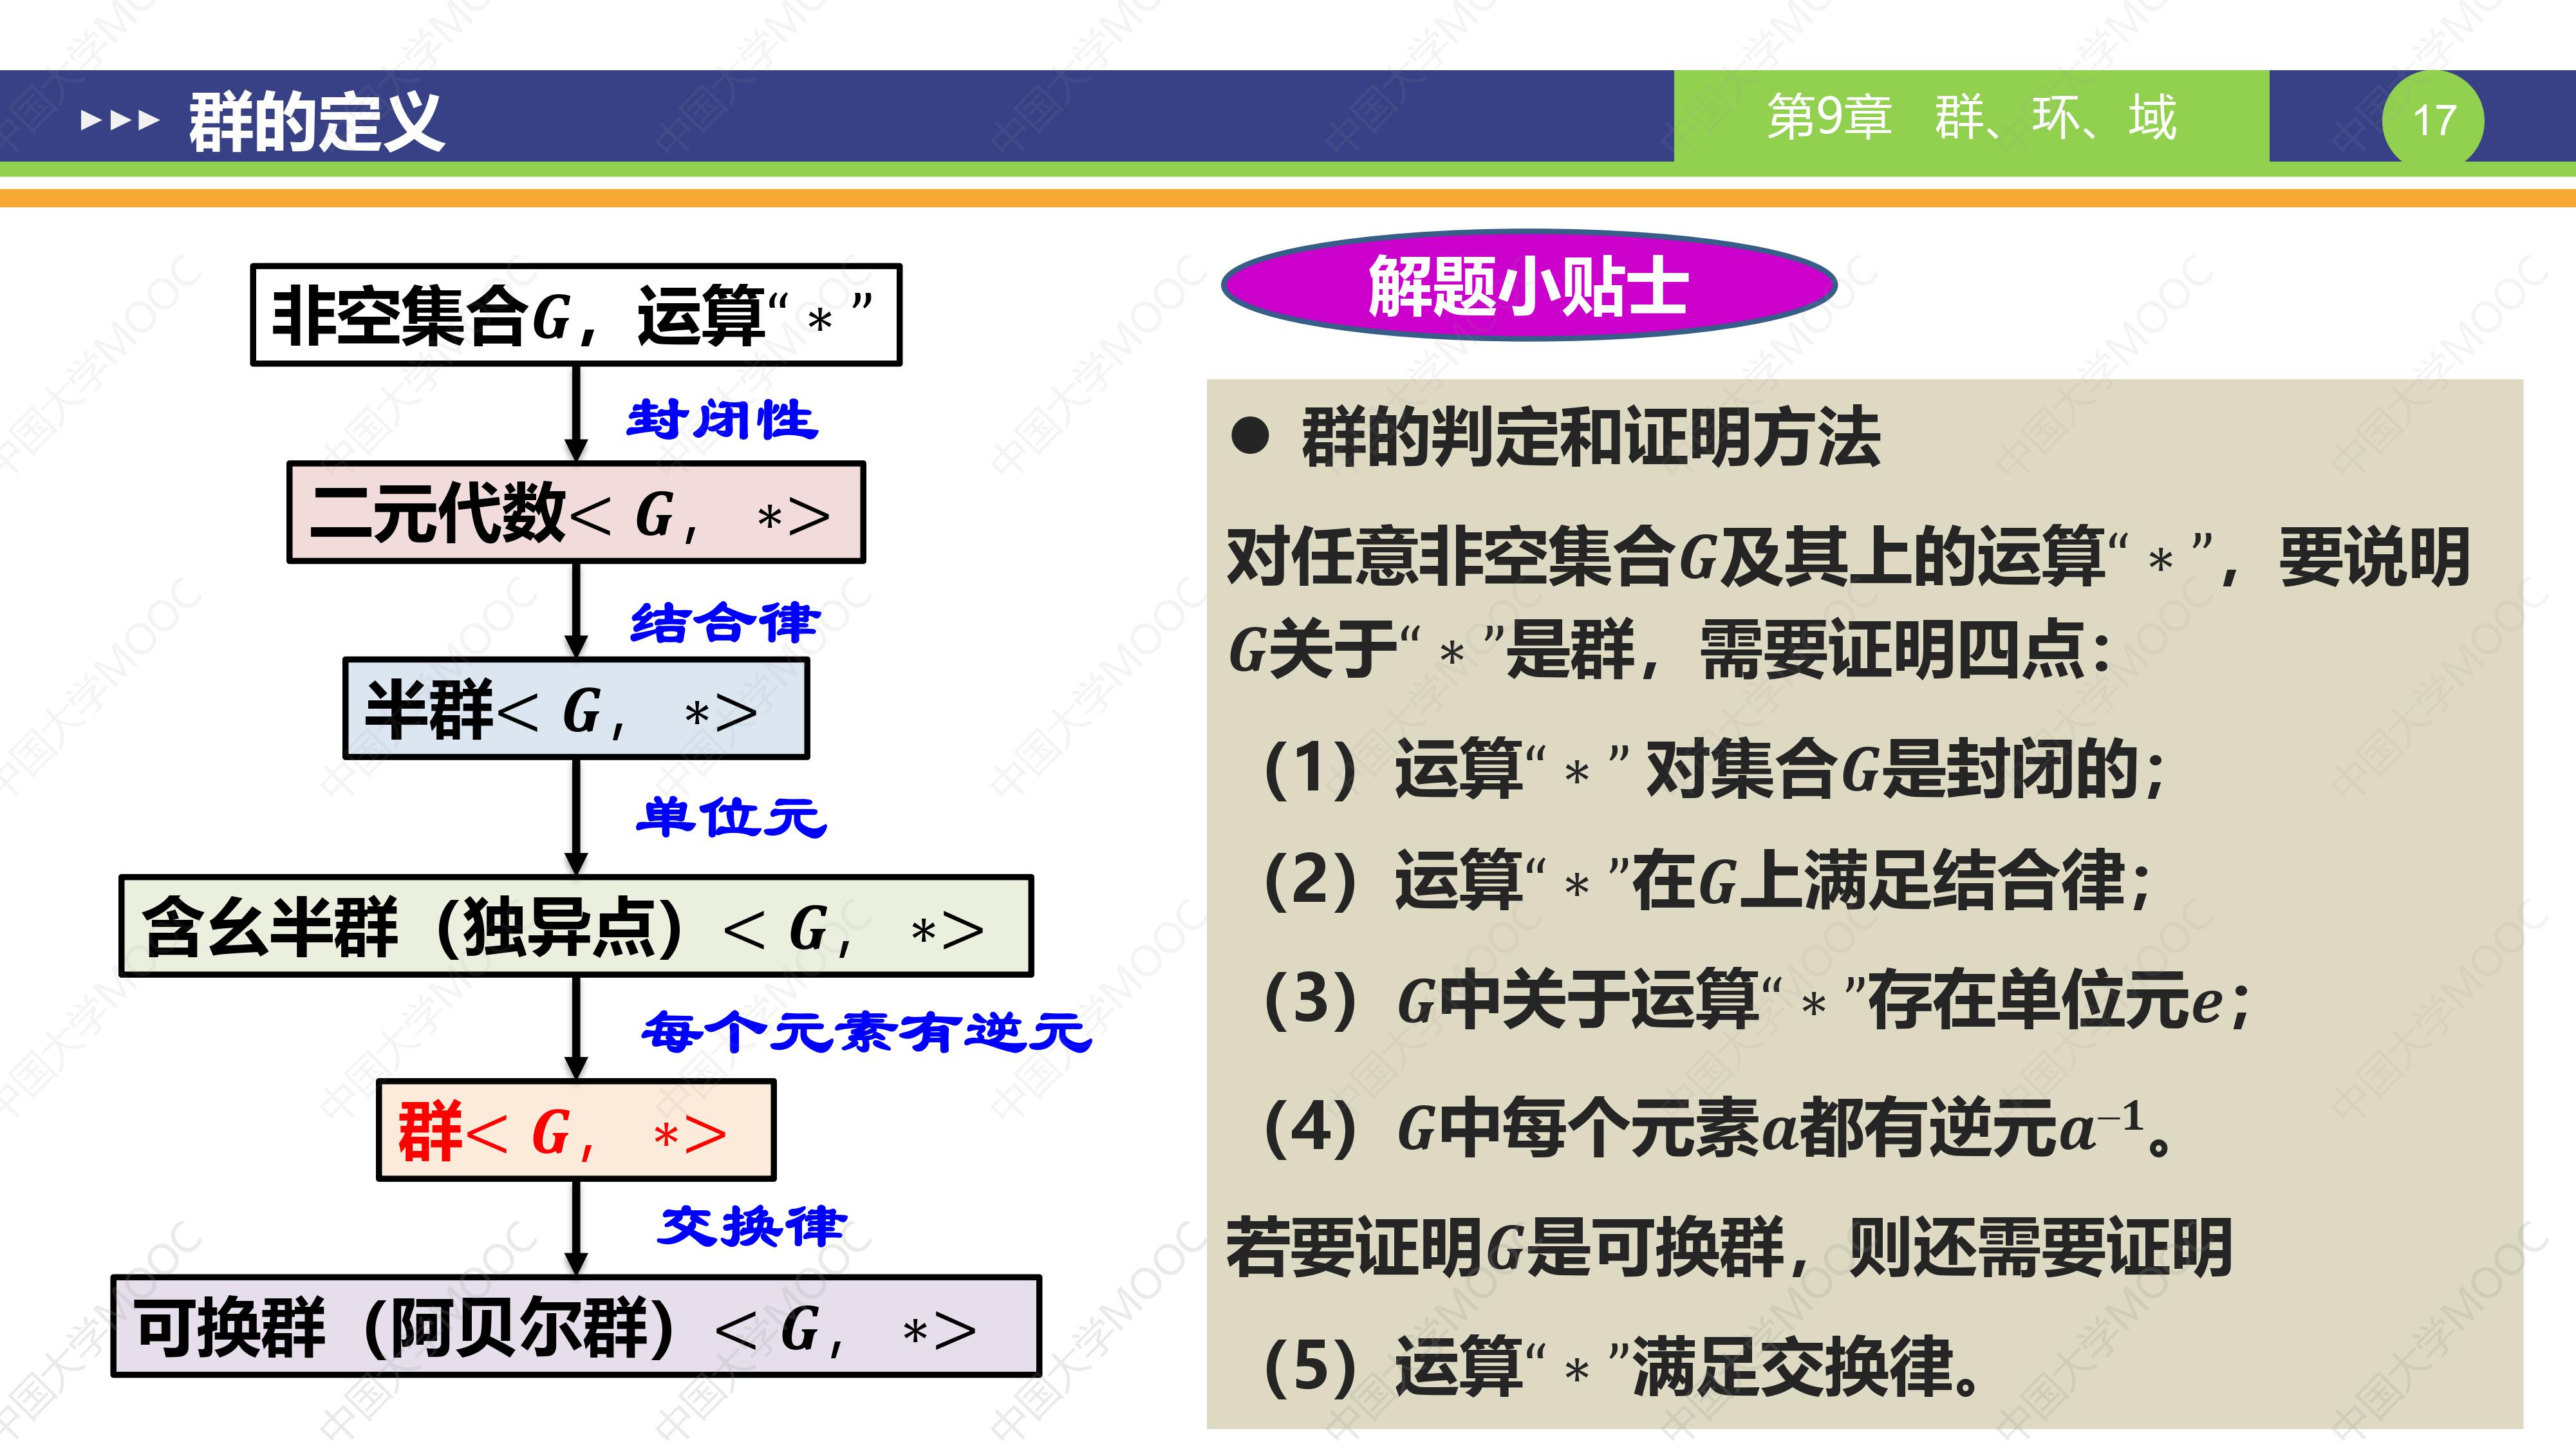 群的定义
第9章 群、环、域
17
非空集合G，运算“ * ”
封闭性
二元代数< G， *>
结合律
半群< G， *>
单位元
含幺半群（独异点）< G， *>
每个元素有逆元
群< G， *>
交换律
可换群（阿贝尔群）< G， *>
解题小贴士
● 群的判定和证明方法
对任意非空集合G及其上的运算“ * ”，要说明
G关于“ * ”是群，需要证明四点：
（1）运算“ * ” 对集合G是封闭的；
（2）运算“ * ”在G上满足结合律；
（3）G中关于运算“ * ”存在单位元e；
（4）G中每个元素a都有逆元a⁻¹。
若要证明G是可换群，则还需要证明
（5）运算“ * ”满足交换律。
中国大学MOOC